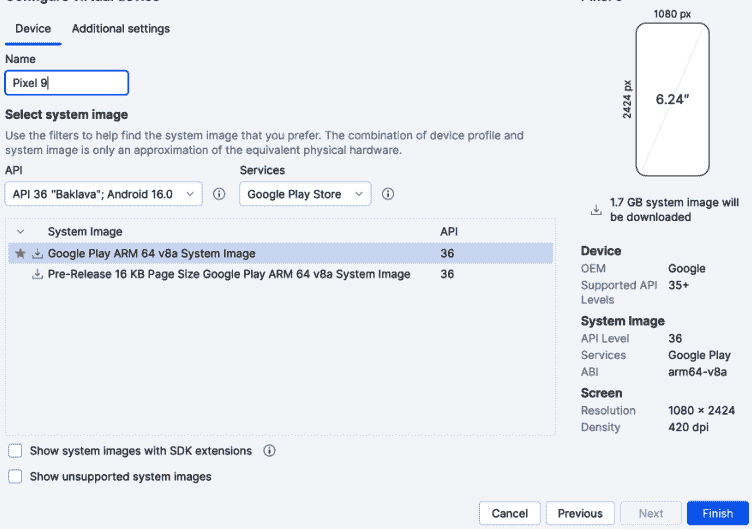 Configure virtual device
Device
Additional settings
Name
Pixel 9
Select system image
Use the filters to help find the system image that you prefer. The combination of device profile and
system image is only an approximation of the equivalent physical hardware.
API
Services
API 36 "Baklava"; Android 16.0
Google Play Store
System Image
API
Google Play ARM 64 v8a System Image
36
Pre-Release 16 KB Page Size Google Play ARM 64 v8a System Image
36
Show system images with SDK extensions
Show unsupported system images
1080 px
2424 px
6.24″
1.7 GB system image will
be downloaded
Device
OEM Google
Supported API 35+
Levels
System Image
API Level 36
Services Google Play
ABI arm64-v8a
Screen
Resolution 1080 × 2424
Density 420 dpi
Cancel
Previous
Next
Finish